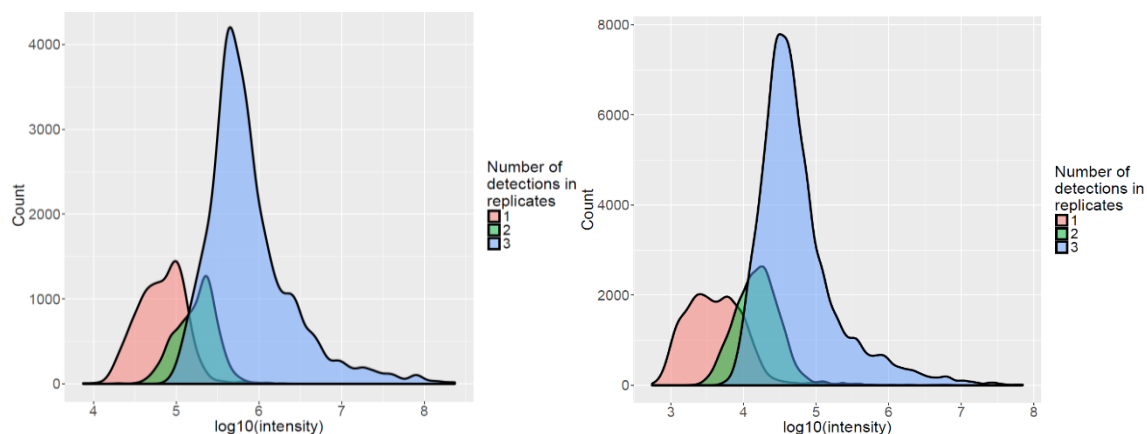 4000
3000
2000
1000
0
Count
4
5
6
7
8
log10(intensity)
Number of
detections in
replicates
1
2
3
8000
6000
4000
2000
0
Count
3
4
5
6
7
8
log10(intensity)
Number of
detections in
replicates
1
2
3